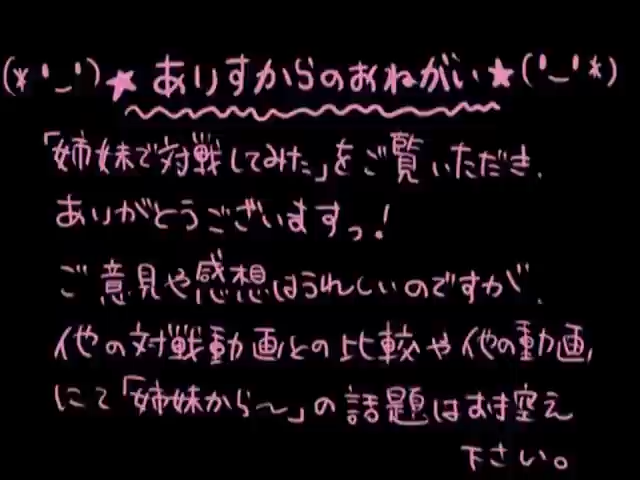 (* '_')★ありすからのおねがい★('_' *)
「姉妹で対戦してみた」をご覧いただき、
ありがとうございますっ!
ご意見や感想はうれしいのですが、
他の対戦動画との比較や他の動画
にて「姉妹から～」の話題はお控え
下さい。